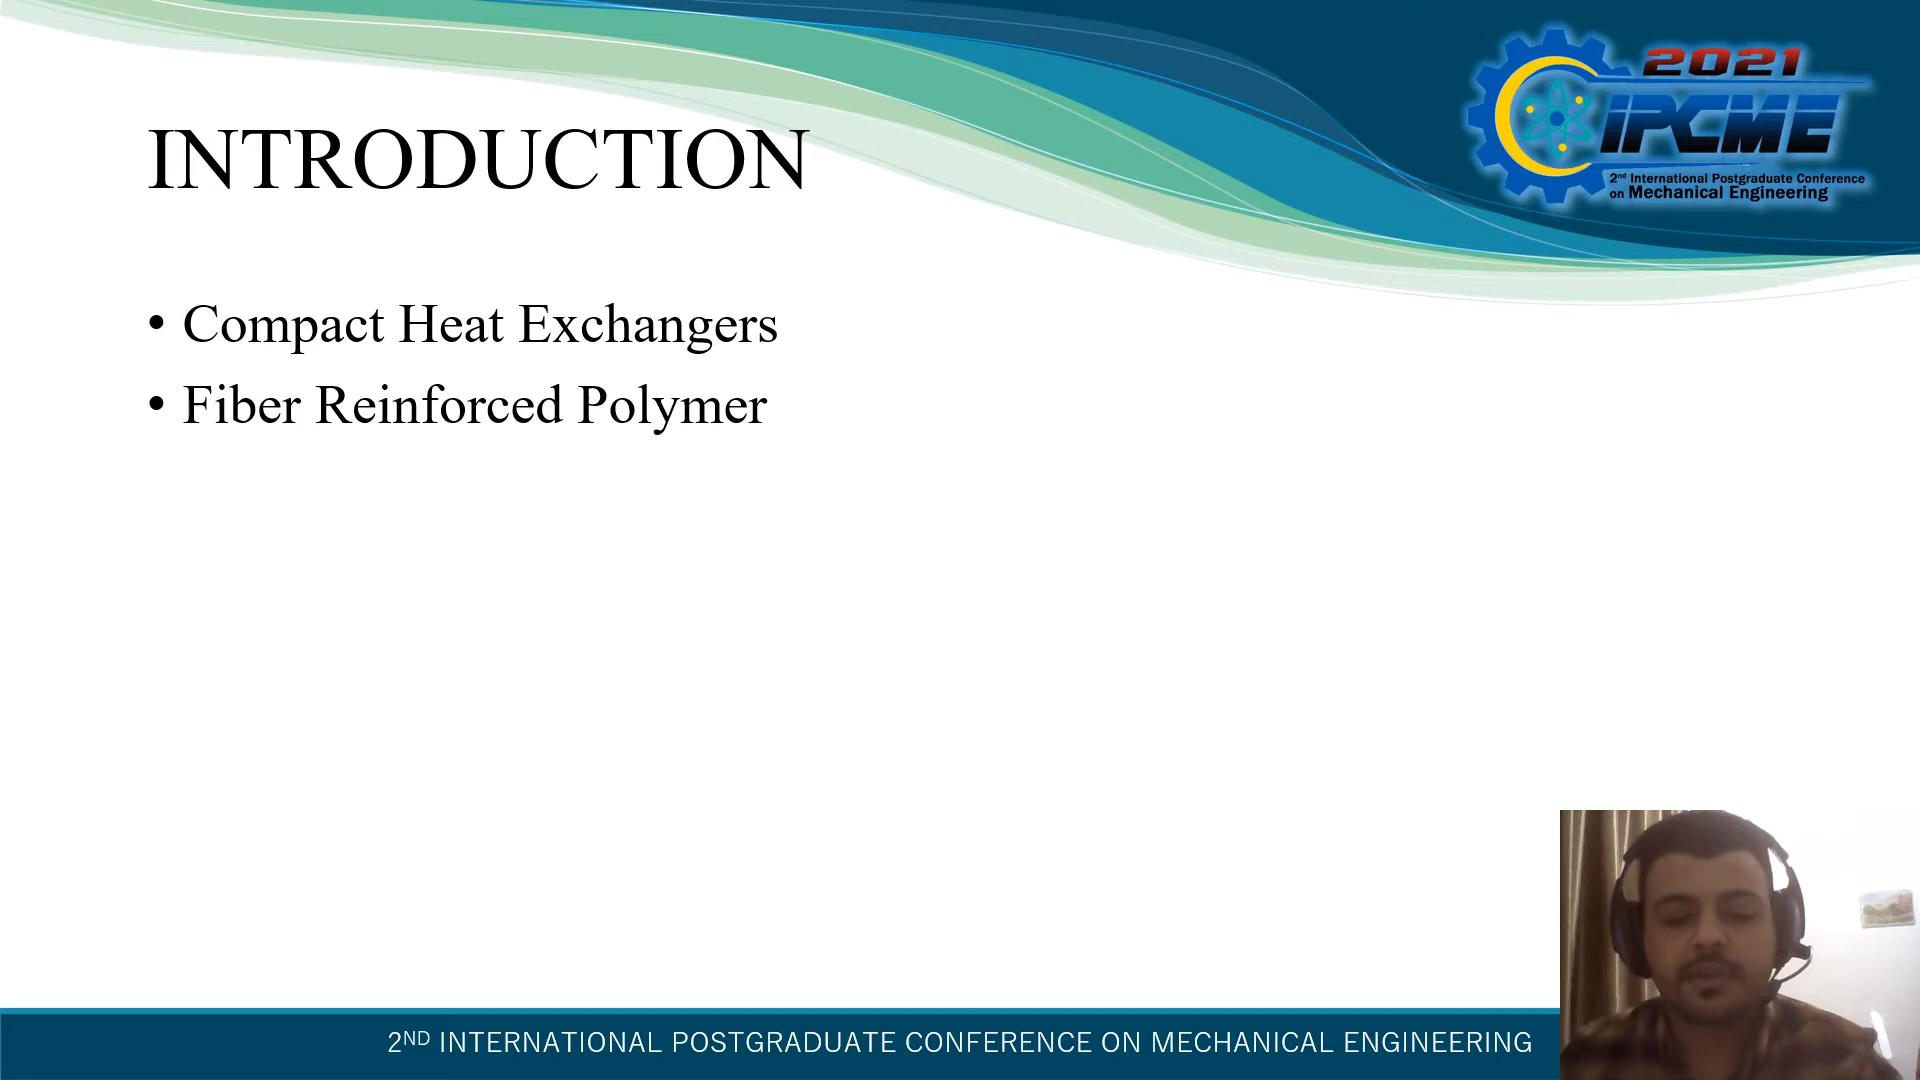 2021
iPCME
2nd International Postgraduate Conference
on Mechanical Engineering
INTRODUCTION
• Compact Heat Exchangers
• Fiber Reinforced Polymer
2ND INTERNATIONAL POSTGRADUATE CONFERENCE ON MECHANICAL ENGINEERING